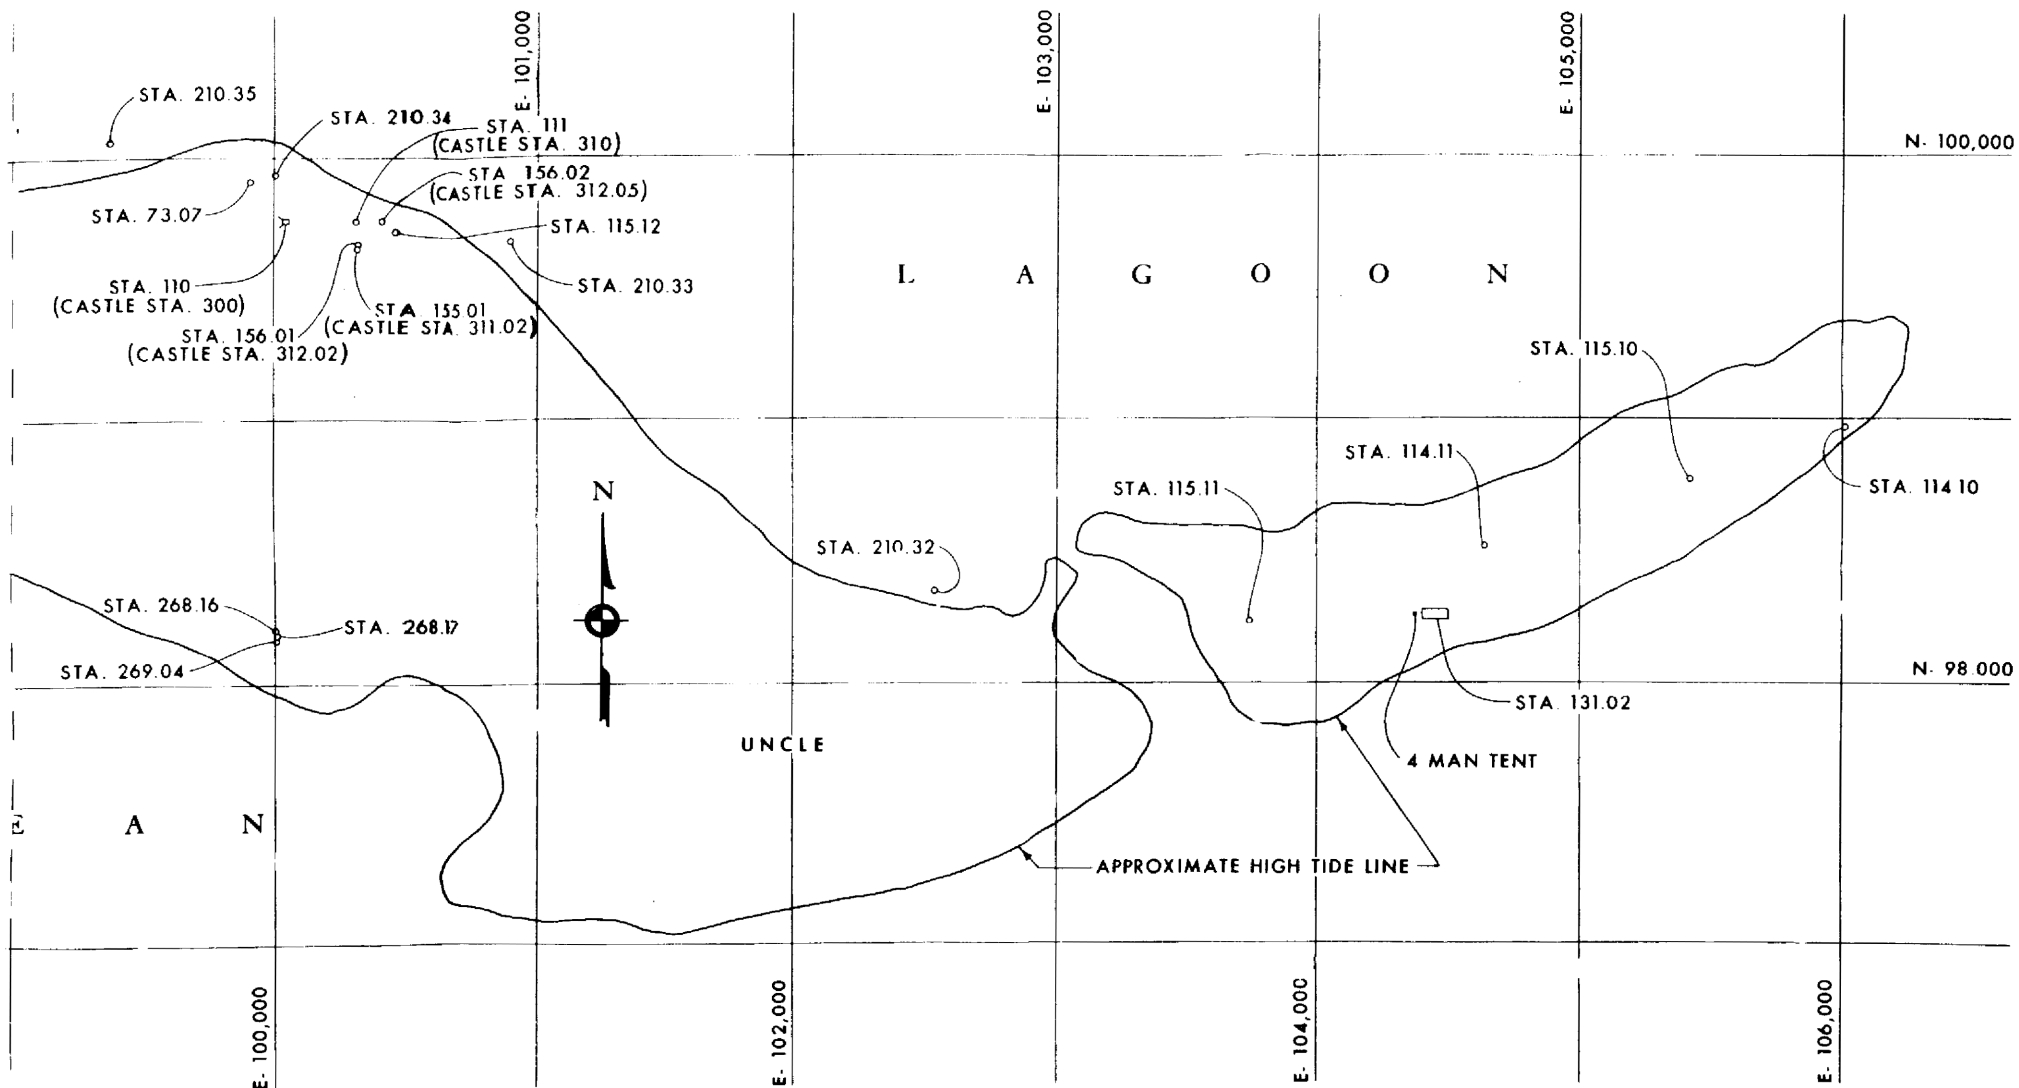 E- 101,000
E- 103,000
E- 105,000
STA. 210.35
STA. 210.34
STA. 111
(CASTLE STA. 310)
N- 100,000
STA 156.02
(CASTLE STA. 312.05)
STA. 73.07
STA. 115.12
L A G O O N
STA. 110
(CASTLE STA. 300)
STA. 210.33
STA. 155.01
(CASTLE STA. 311.02)
STA. 156.01
(CASTLE STA. 312.02)
STA. 115.10
STA. 114.11
STA. 115.11
STA. 114.10
N
STA. 210.32
STA. 268.16
STA. 268.17
STA. 269.04
N- 98.000
STA. 131.02
UNCLE
4 MAN TENT
E A N
APPROXIMATE HIGH TIDE LINE
E- 100,000
E- 102,000
E- 104,000
E- 106,000